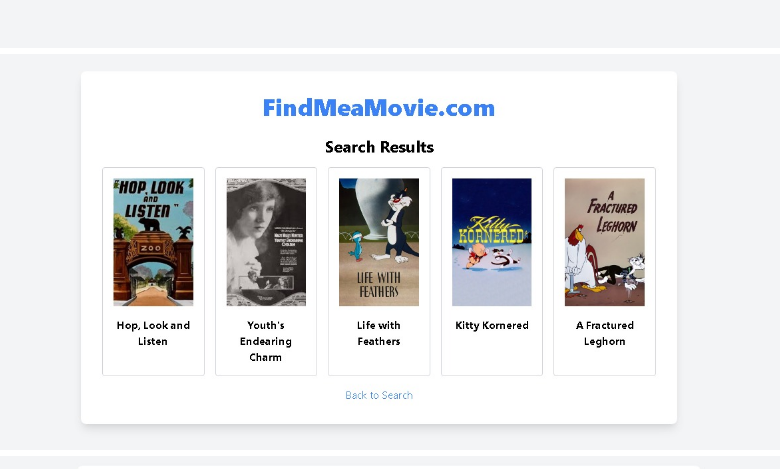 FindMeaMovie.com
Search Results
HOP, LOOK
AND
LISTEN
ZOO
Hop, Look and
Listen
Youth's
Endearing
Charm
LIFE WITH
FEATHERS
Life with
Feathers
Kitty
KORNERED
Kitty Kornered
A
FRACTURED
LEGHORN
A Fractured
Leghorn
Back to Search